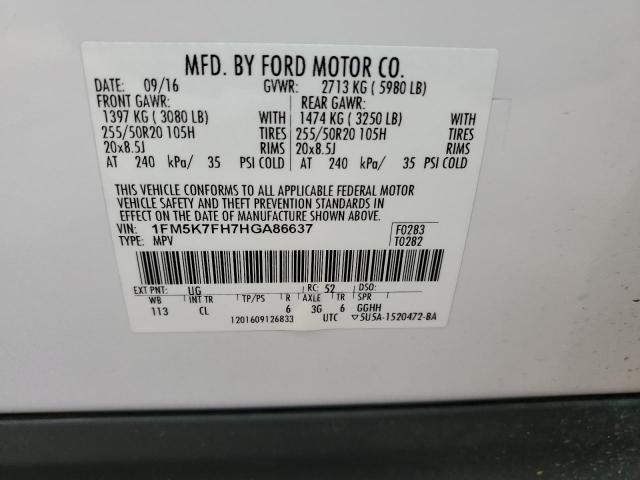 MFD. BY FORD MOTOR CO.
DATE: 09/16 GVWR: 2713 KG ( 5980 LB)
FRONT GAWR: REAR GAWR:
1397 KG ( 3080 LB) WITH 1474 KG ( 3250 LB) WITH
255/50R20 105H TIRES 255/50R20 105H TIRES
20x8.5J RIMS 20x8.5J RIMS
AT 240 kPa/ 35 PSI COLD AT 240 kPa/ 35 PSI COLD
THIS VEHICLE CONFORMS TO ALL APPLICABLE FEDERAL MOTOR
VEHICLE SAFETY AND THEFT PREVENTION STANDARDS IN
EFFECT ON THE DATE OF MANUFACTURE SHOWN ABOVE.
VIN: 1FM5K7FH7HGA86637 F0283
TYPE: MPV T0282
EXT PNT: UG RC: 52 DSO:
WB INT TR TP/PS R AXLE TR SPR
113 CL 6 3G 6 GGHH
1201609126833 UTC ▽5U5A-1520472-BA